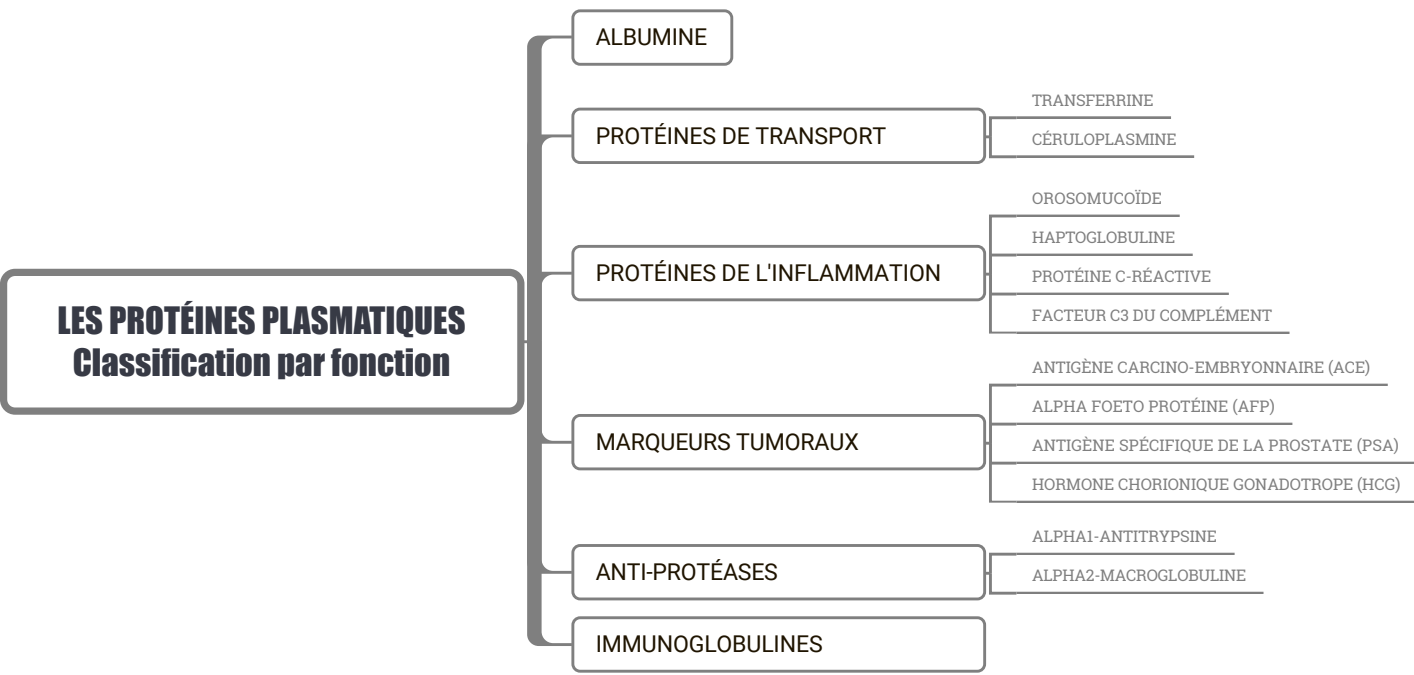 LES PROTÉINES PLASMATIQUES
Classification par fonction
ALBUMINE
PROTÉINES DE TRANSPORT
TRANSFERRINE
CÉRULOPLASMINE
PROTÉINES DE L'INFLAMMATION
OROSOMUCOÏDE
HAPTOGLOBULINE
PROTÉINE C-RÉACTIVE
FACTEUR C3 DU COMPLÉMENT
MARQUEURS TUMORAUX
ANTIGÈNE CARCINO-EMBRYONNAIRE (ACE)
ALPHA FOETO PROTÉINE (AFP)
ANTIGÈNE SPÉCIFIQUE DE LA PROSTATE (PSA)
HORMONE CHORIONIQUE GONADOTROPE (HCG)
ANTI-PROTÉASES
ALPHA1-ANTITRYPSINE
ALPHA2-MACROGLOBULINE
IMMUNOGLOBULINES